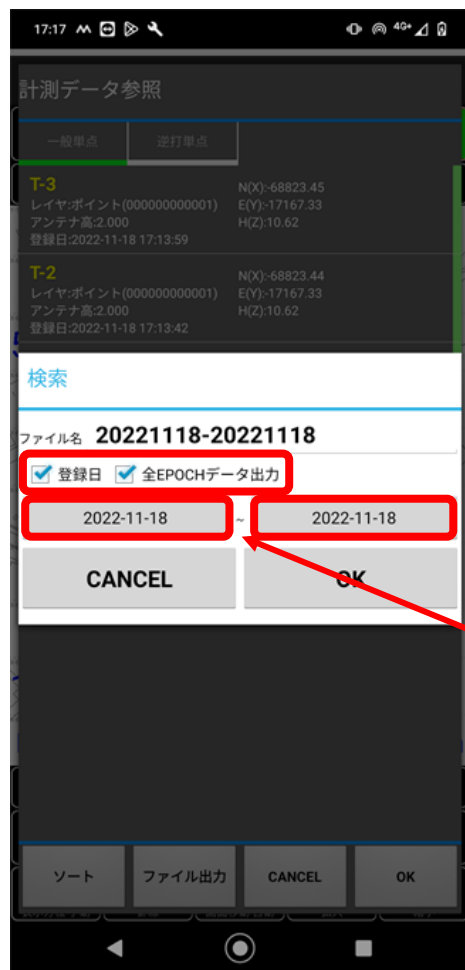 17:17
4G+
計測データ参照
一般単点 逆打単点
T-3
レイヤ:ポイント(000000000001)
アンテナ高:2.000
登録日:2022-11-18 17:13:59
N(X):-68823.45
E(Y):-17167.33
H(Z):10.62
T-2
レイヤ:ポイント(000000000001)
アンテナ高:2.000
登録日:2022-11-18 17:13:42
N(X):-68823.44
E(Y):-17167.33
H(Z):10.62
検索
ファイル名 20221118-20221118
登録日 全EPOCHデータ出力
2022-11-18 ~ 2022-11-18
CANCEL OK
ソート ファイル出力 CANCEL OK